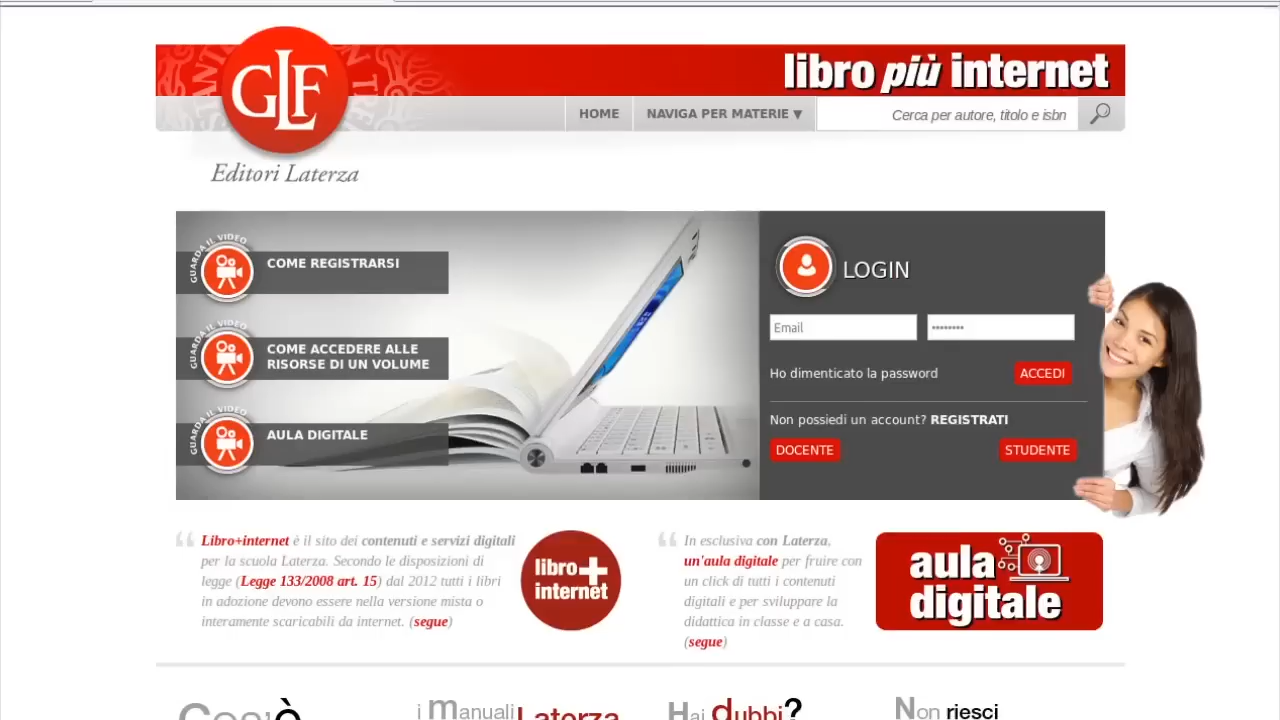 GLF
libro più internet
HOME
NAVIGA PER MATERIE ▼
Cerca per autore, titolo e isbn
Editori Laterza
GUARDA IL VIDEO
COME REGISTRARSI
GUARDA IL VIDEO
COME ACCEDERE ALLE
RISORSE DI UN VOLUME
GUARDA IL VIDEO
AULA DIGITALE
LOGIN
Email
Ho dimenticato la password
ACCEDI
Non possiedi un account? REGISTRATI
DOCENTE
STUDENTE
Libro+internet è il sito dei contenuti e servizi digitali
per la scuola Laterza. Secondo le disposizioni di
legge (Legge 133/2008 art. 15) dal 2012 tutti i libri
in adozione devono essere nella versione mista o
interamente scaricabili da internet. (segue)
libro+
internet
In esclusiva con Laterza,
un'aula digitale per fruire con
un click di tutti i contenuti
digitali e per sviluppare la
didattica in classe e a casa.
(segue)
aula
digitale
Cos'è
i manuali Laterza
Hai dubbi?
Non riesci